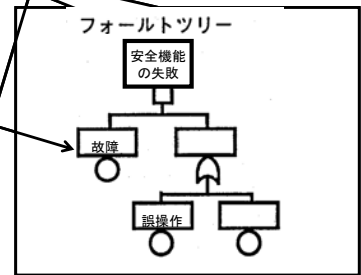 フォールトツリー
安全機能
の失敗
故障
誤操作